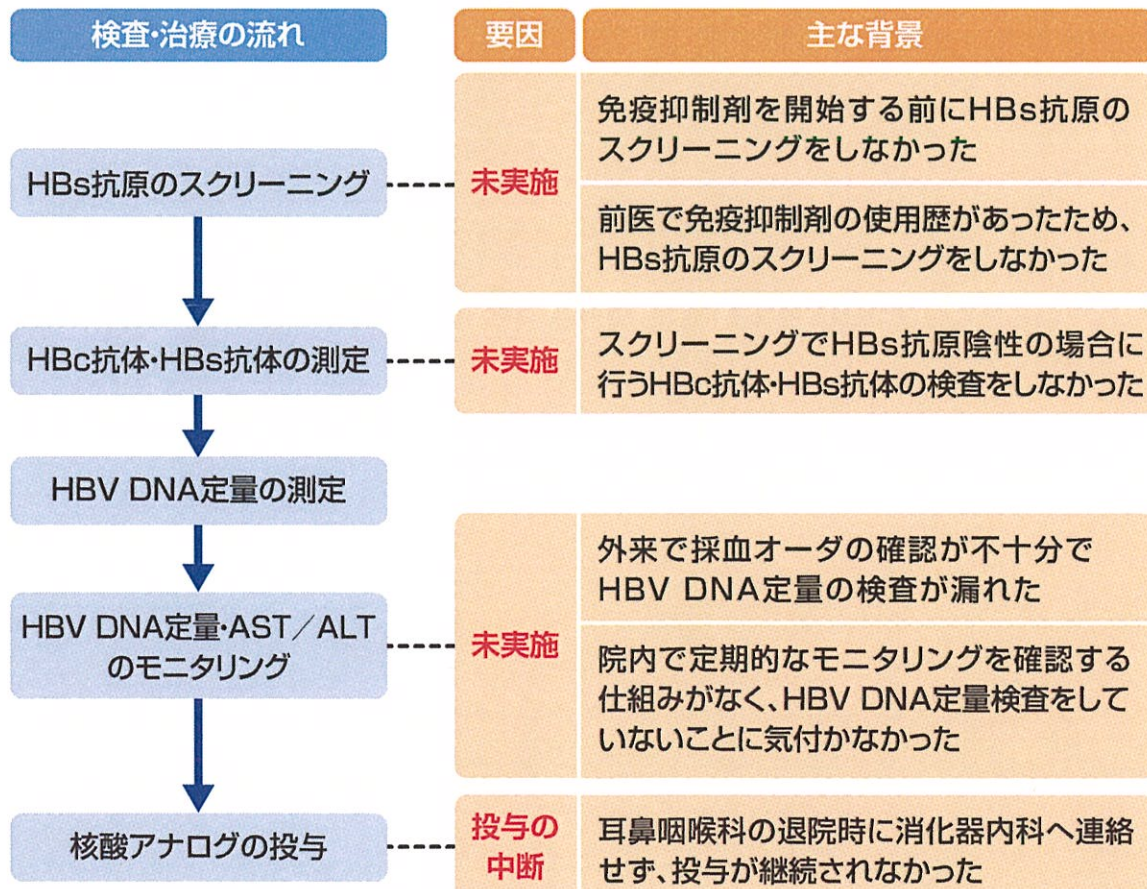 検査・治療の流れ
要因
主な背景
HBs抗原のスクリーニング
未実施
免疫抑制剤を開始する前にHBs抗原の
スクリーニングをしなかった
前医で免疫抑制剤の使用歴があったため、
HBs抗原のスクリーニングをしなかった
HBc抗体・HBs抗体の測定
未実施
スクリーニングでHBs抗原陰性の場合に
行うHBc抗体・HBs抗体の検査をしなかった
HBV DNA定量の測定
HBV DNA定量・AST／ALT
のモニタリング
未実施
外来で採血オーダの確認が不十分で
HBV DNA定量の検査が漏れた
院内で定期的なモニタリングを確認する
仕組みがなく、HBV DNA定量検査をして
いないことに気付かなかった
核酸アナログの投与
投与の
中断
耳鼻咽喉科の退院時に消化器内科へ連絡
せず、投与が継続されなかった